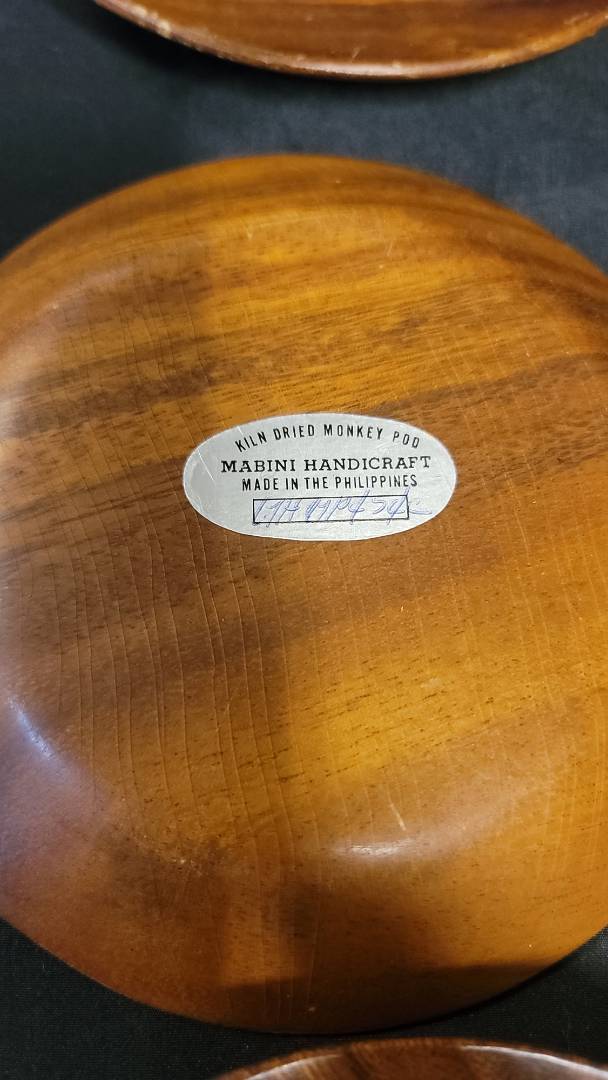 KILN DRIED MONKEY POD
MABINI HANDICRAFT
MADE IN THE PHILIPPINES